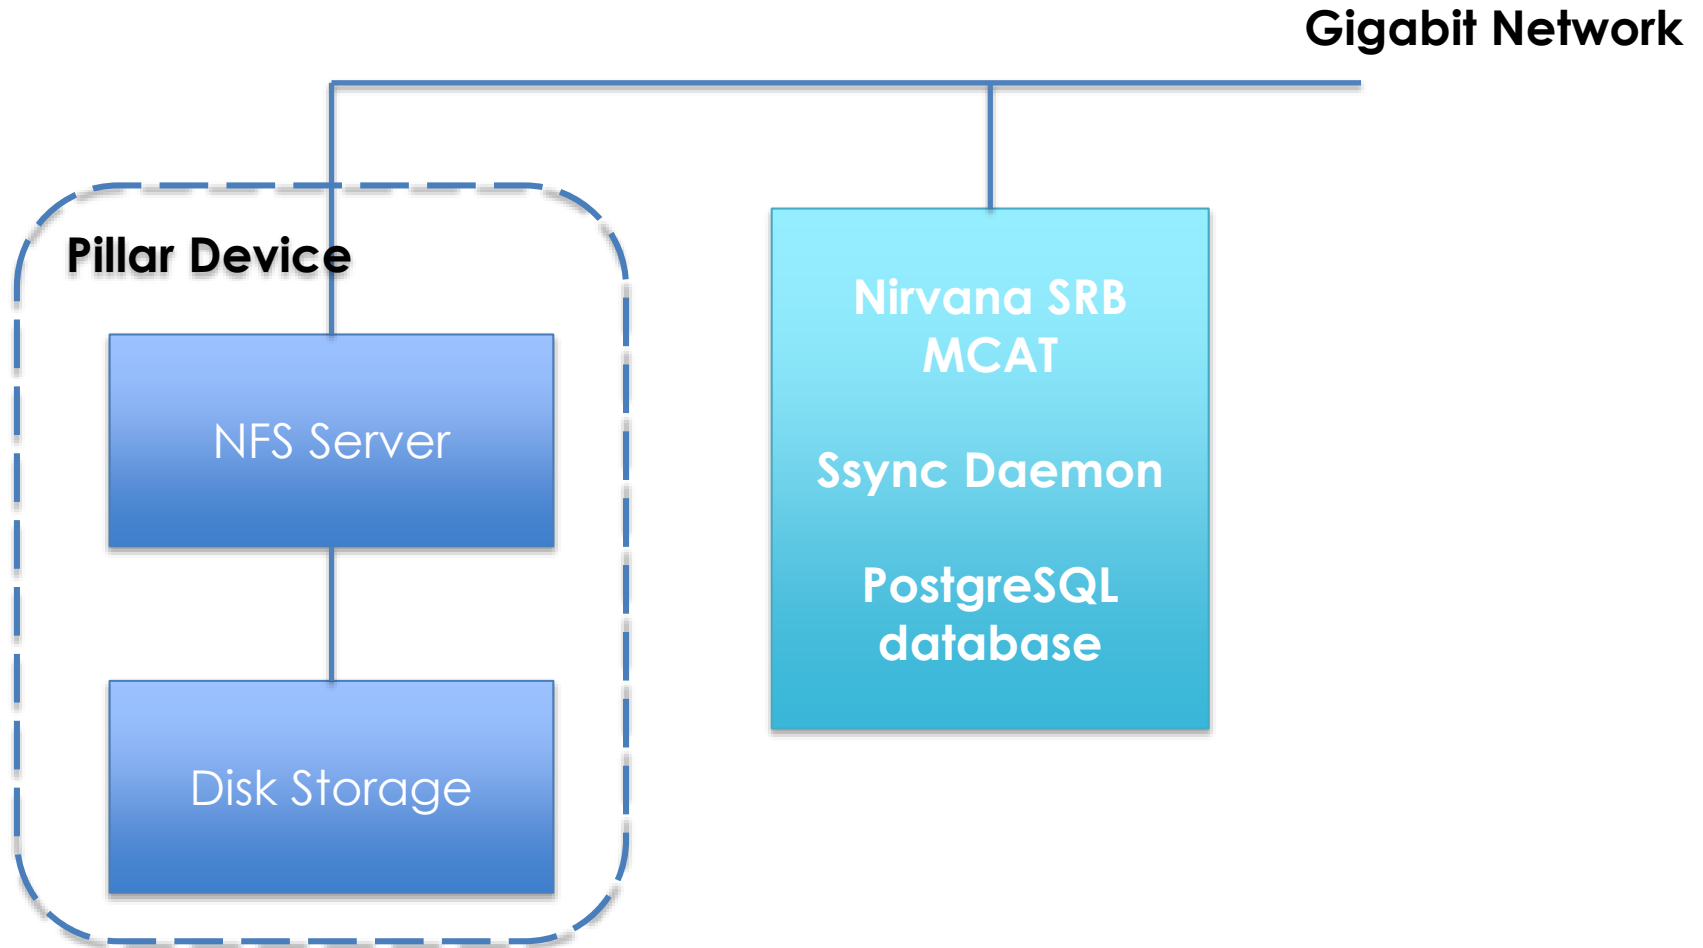 Gigabit Network
Pillar Device
NFS Server
Disk Storage
Nirvana SRB
MCAT
Ssync Daemon
PostgreSQL
database